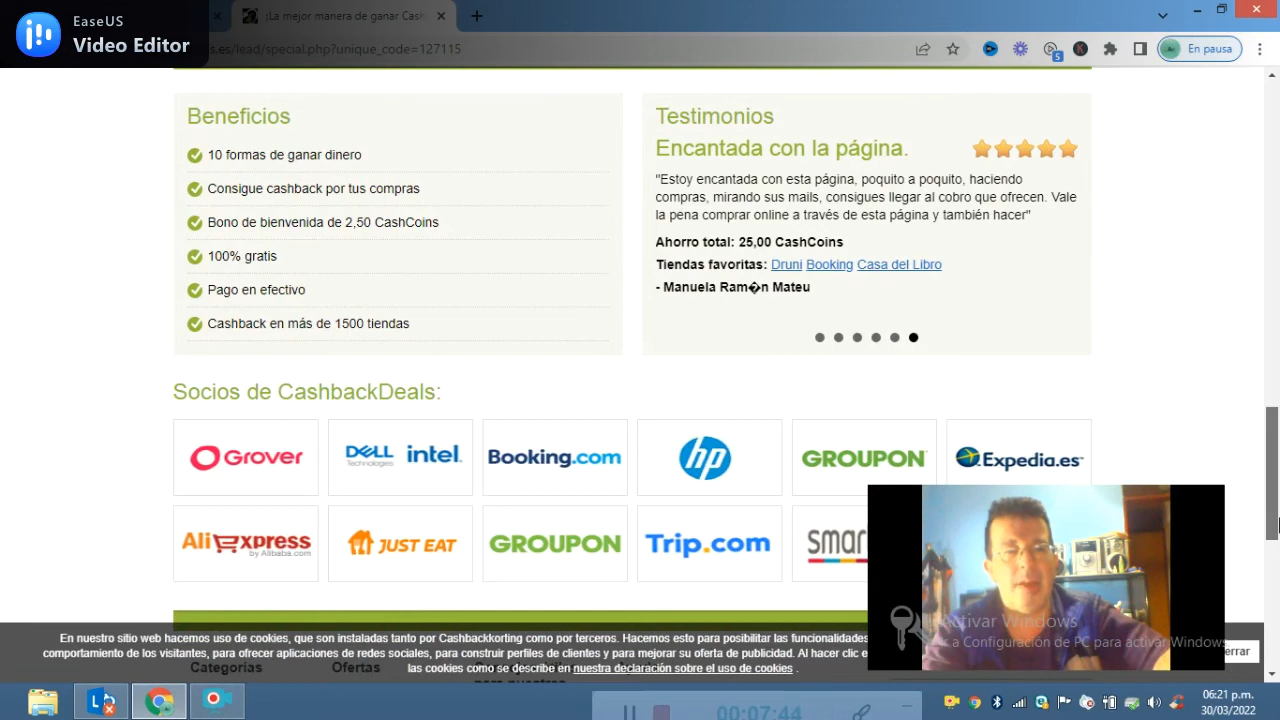 EaseUS
Video Editor
:La mejor manera de ganar Cas
s.es/lead/special.php?unique_code=127115
5
En pausa
Beneficios
10 formas de ganar dinero
Consigue cashback por tus compras
Bono de bienvenida de 2,50 CashCoins
100% gratis
Pago en efectivo
Cashback en más de 1500 tiendas
Testimonios
Encantada con la página.
"Estoy encantada con esta página, poquito a poquito, haciendo
compras, mirando sus mails, consigues llegar al cobro que ofrecen. Vale
la pena comprar online a través de esta página y también hacer"
Ahorro total: 25,00 CashCoins
Tiendas favoritas: Druni Booking Casa del Libro
- Manuela Ram�n Mateu
Socios de CashbackDeals:
Grover
DELL Technologies intel.
Booking.com
hp
GROUPON
Expedia.es
AliExpress
by Alibaba.com
JUST EAT
GROUPON
Trip.com
smar
En nuestro sitio web hacemos uso de cookies, que son instaladas tanto por Cashbackkorting como por terceros. Hacemos esto para posibilitar las funcionalidades
comportamiento de los visitantes, para ofrecer aplicaciones de redes sociales, para construir perfiles de clientes y para mejorar su oferta de publicidad. Al hacer clic e
las cookies como se describe en nuestra declaración sobre el uso de cookies .
Categorías
Ofertas
Activar Windows
r a Configuración de PC para activar Windows.
errar
00:07:44
06:21 p.m.
30/03/2022